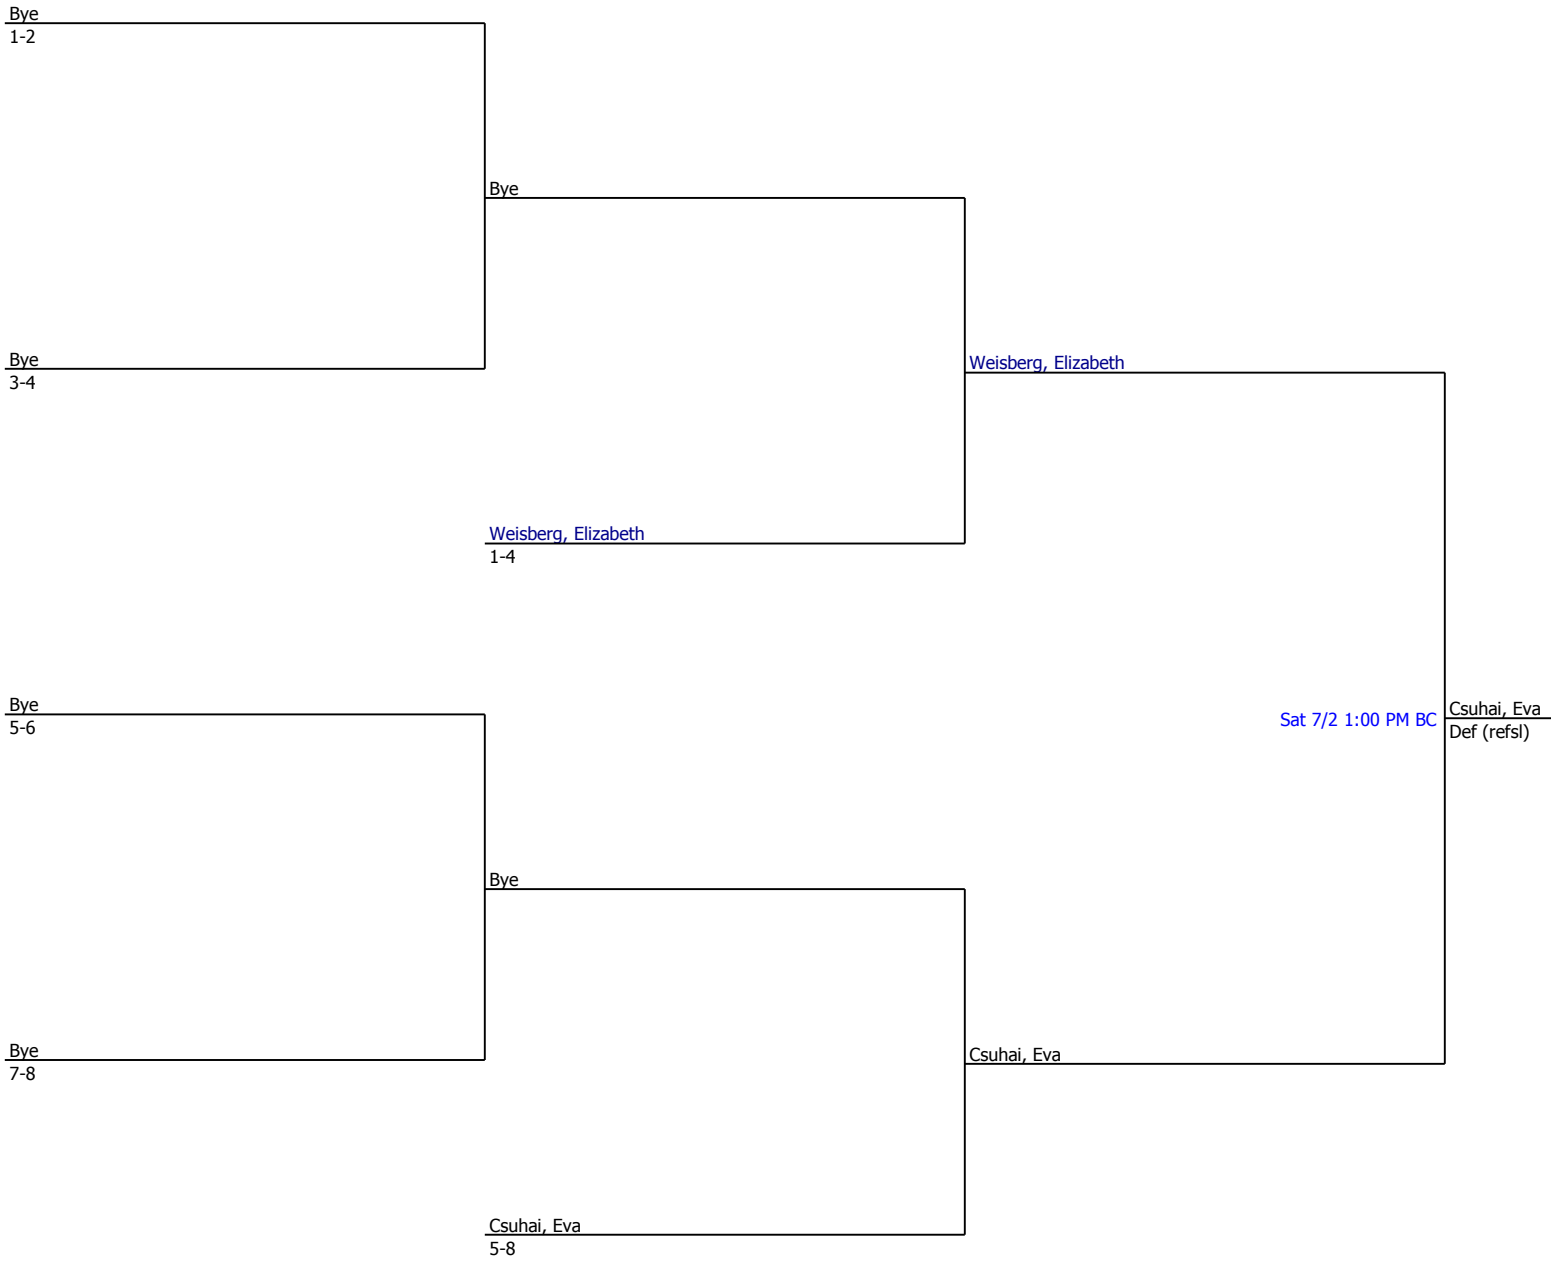 Bye
1-2
Bye
Bye
3-4
Weisberg, Elizabeth
Weisberg, Elizabeth
1-4
Bye
5-6
Sat 7/2 1:00 PM BC
Csuhai, Eva
Def (refsl)
Bye
Bye
7-8
Csuhai, Eva
Csuhai, Eva
5-8